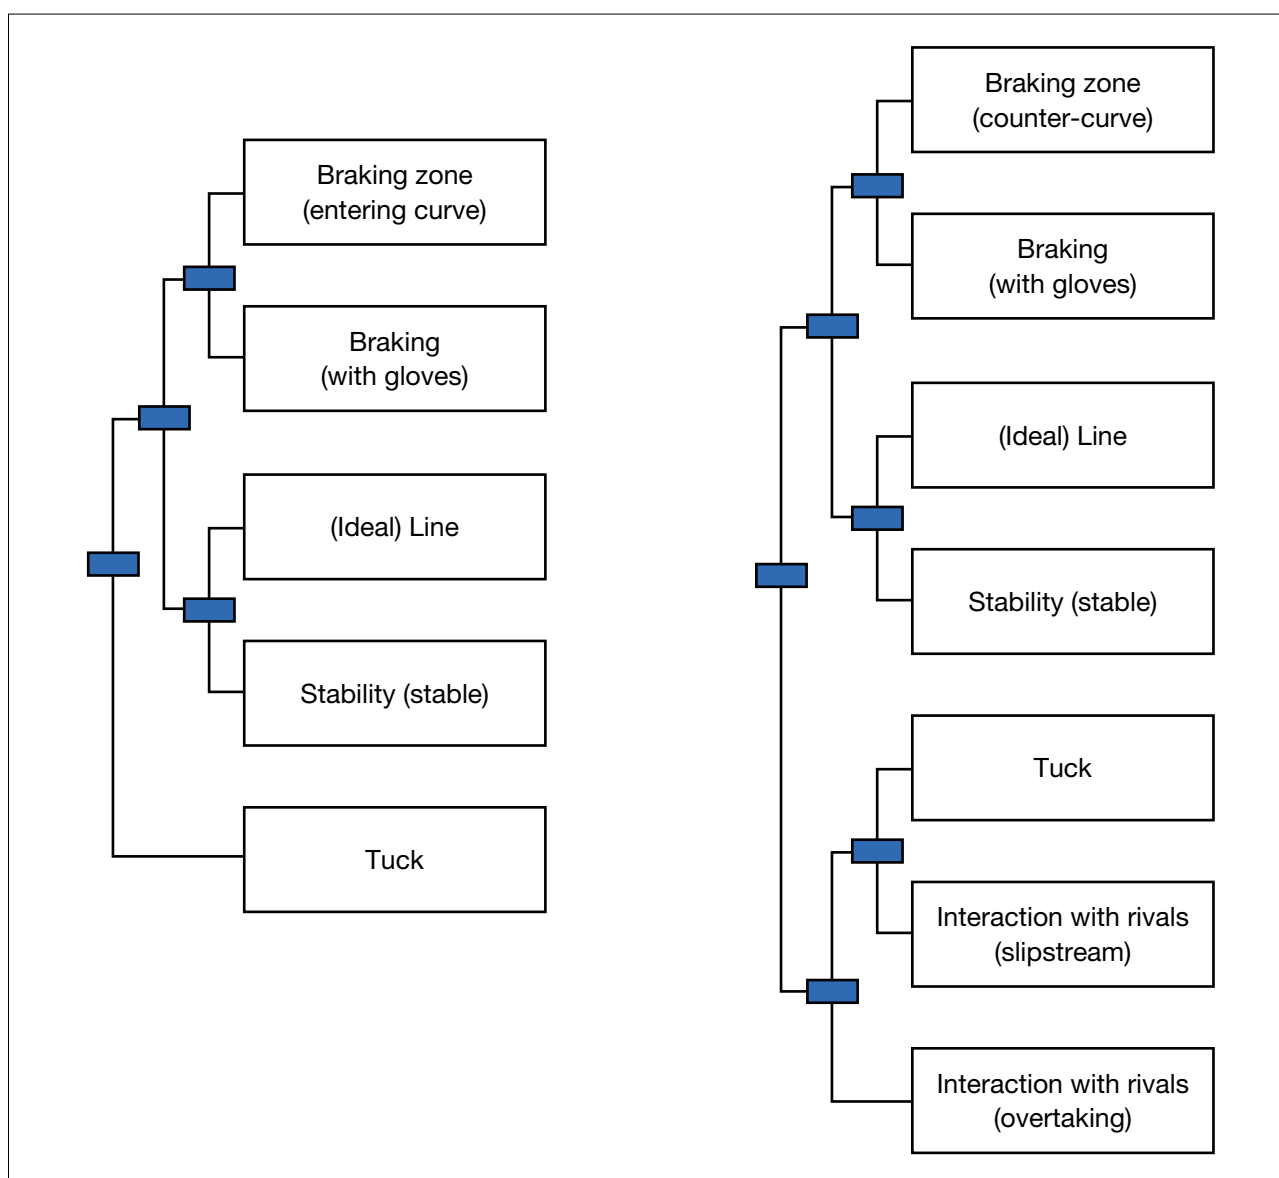 Braking zone
(entering curve)
Braking
(with gloves)
(Ideal) Line
Stability (stable)
Tuck
Braking zone
(counter-curve)
Braking
(with gloves)
(Ideal) Line
Stability (stable)
Tuck
Interaction with rivals
(slipstream)
Interaction with rivals
(overtaking)